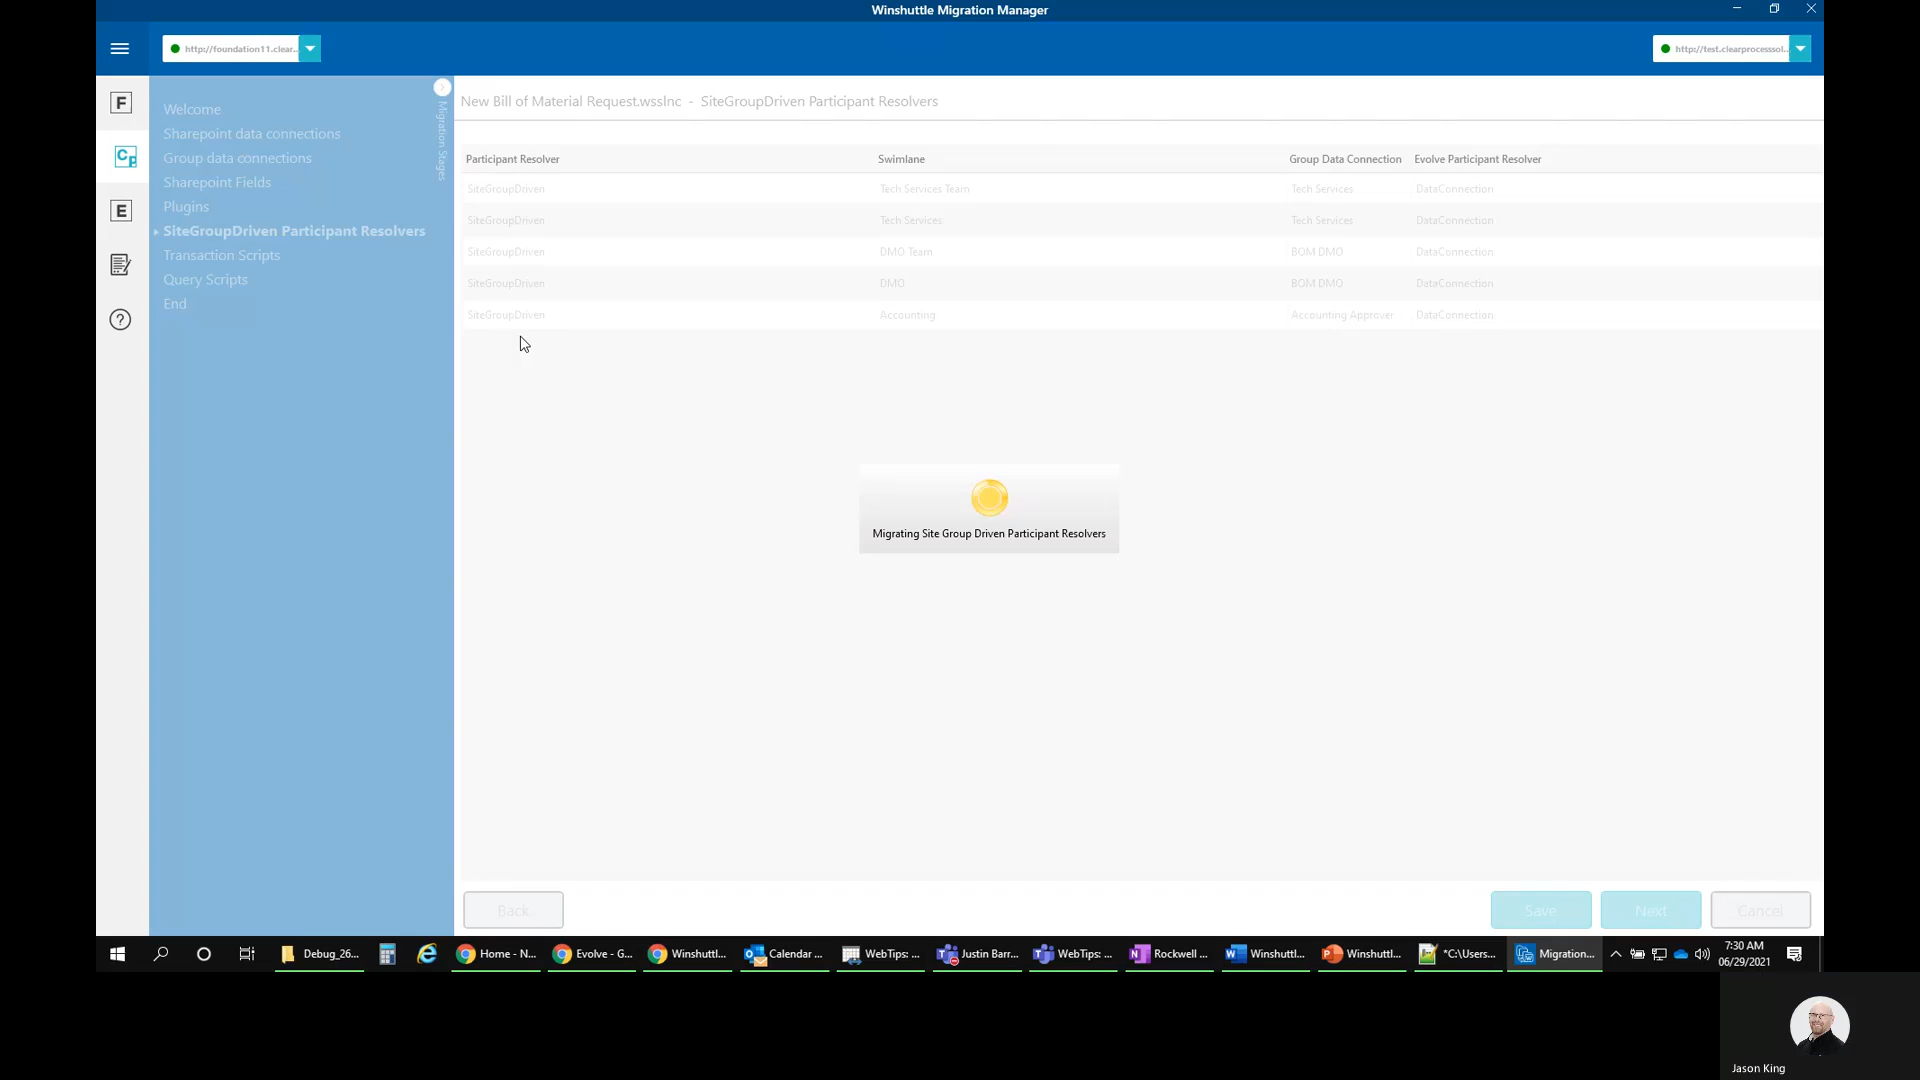 Winshuttle Migration Manager
http://foundation11.clear..
http://test.clearprocesssol..
F
Cp
E
Welcome
Sharepoint data connections
Group data connections
Sharepoint Fields
Plugins
SiteGroupDriven Participant Resolvers
Transaction Scripts
Query Scripts
End
Migration Stages
New Bill of Material Request.wsslnc - SiteGroupDriven Participant Resolvers
Participant Resolver Swimlane Group Data Connection Evolve Participant Resolver
SiteGroupDriven Tech Services Team Tech Services DataConnection
SiteGroupDriven Tech Services Tech Services DataConnection
SiteGroupDriven DMO Team BOM DMO DataConnection
SiteGroupDriven DMO BOM DMO DataConnection
SiteGroupDriven Accounting Accounting Approver DataConnection
Migrating Site Group Driven Participant Resolvers
Back Save Next Cancel
Debug_26... Home - N... Evolve - G... Winshuttl... Calendar ... WebTips: ... Justin Barr... WebTips: ... Rockwell ... Winshuttl... Winshuttl... *C:\Users... Migration...
7:30 AM
06/29/2021
Jason King